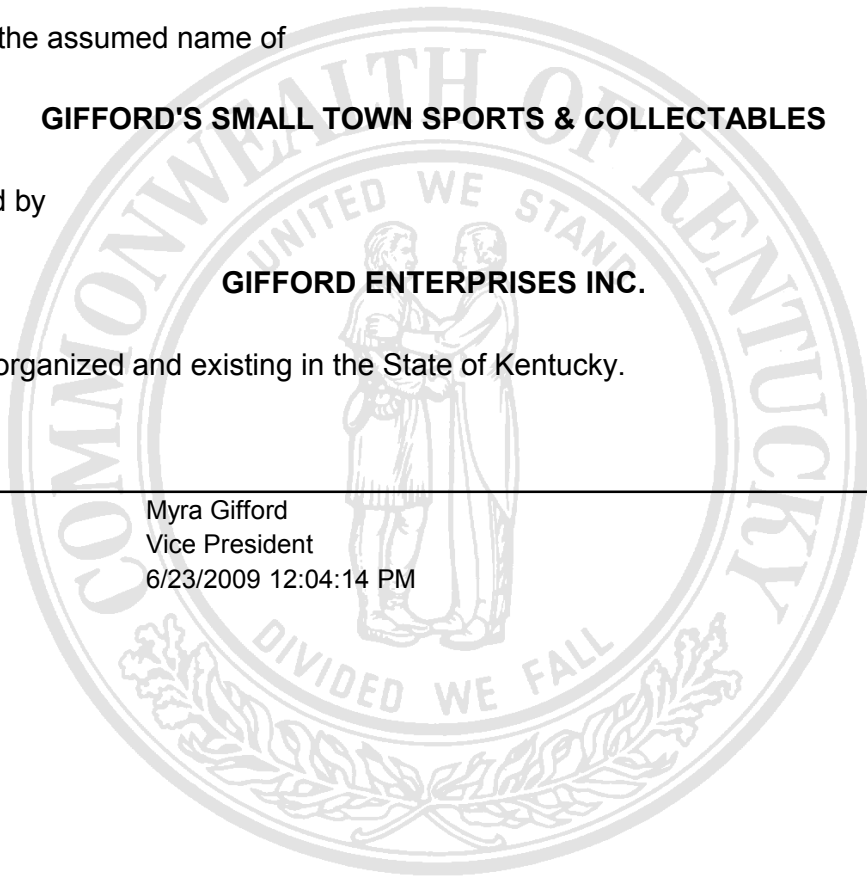 the assumed name of
GIFFORD'S SMALL TOWN SPORTS & COLLECTABLES
d by
GIFFORD ENTERPRISES INC.
organized and existing in the State of Kentucky.
Myra Gifford
Vice President
6/23/2009 12:04:14 PM
COMMONWEALTH OF KENTUCKY
UNITED WE STAND
DIVIDED WE FALL